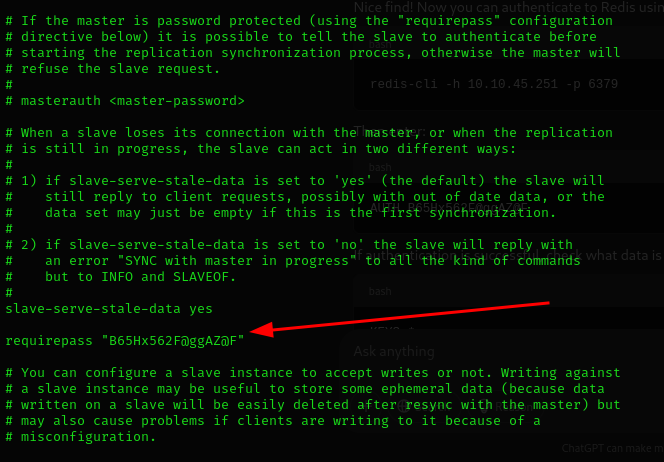 Nice find! Now you can authenticate to Redis usin
# If the master is password protected (using the "requirepass" configuration
# directive below) it is possible to tell the slave to authenticate before
# starting the replication synchronization process, otherwise the master will
# refuse the slave request.
#
redis-cli -h 10.10.45.251 -p 6379
# masterauth <master-password>

# When a slave loses its connection with the master, or when the replication
# is still in progress, the slave can act in two different ways:
#
bash
# 1) if slave-serve-stale-data is set to 'yes' (the default) the slave will
#    still reply to client requests, possibly with out of date data, or the
#    data set may just be empty if this is the first synchronization.
#
# 2) if slave-serve-stale-data is set to 'no' the slave will reply with
#    an error "SYNC with master in progress" to all the kind of commands
If authentication is successful, check what data is
#    but to INFO and SLAVEOF.
#
bash
slave-serve-stale-data yes

requirepass "B65Hx562F@ggAZ@F"
Ask anything

# You can configure a slave instance to accept writes or not. Writing against
# a slave instance may be useful to store some ephemeral data (because data
# written on a slave will be easily deleted after resync with the master) but
# may also cause problems if clients are writing to it because of a
# misconfiguration.
ChatGPT can make